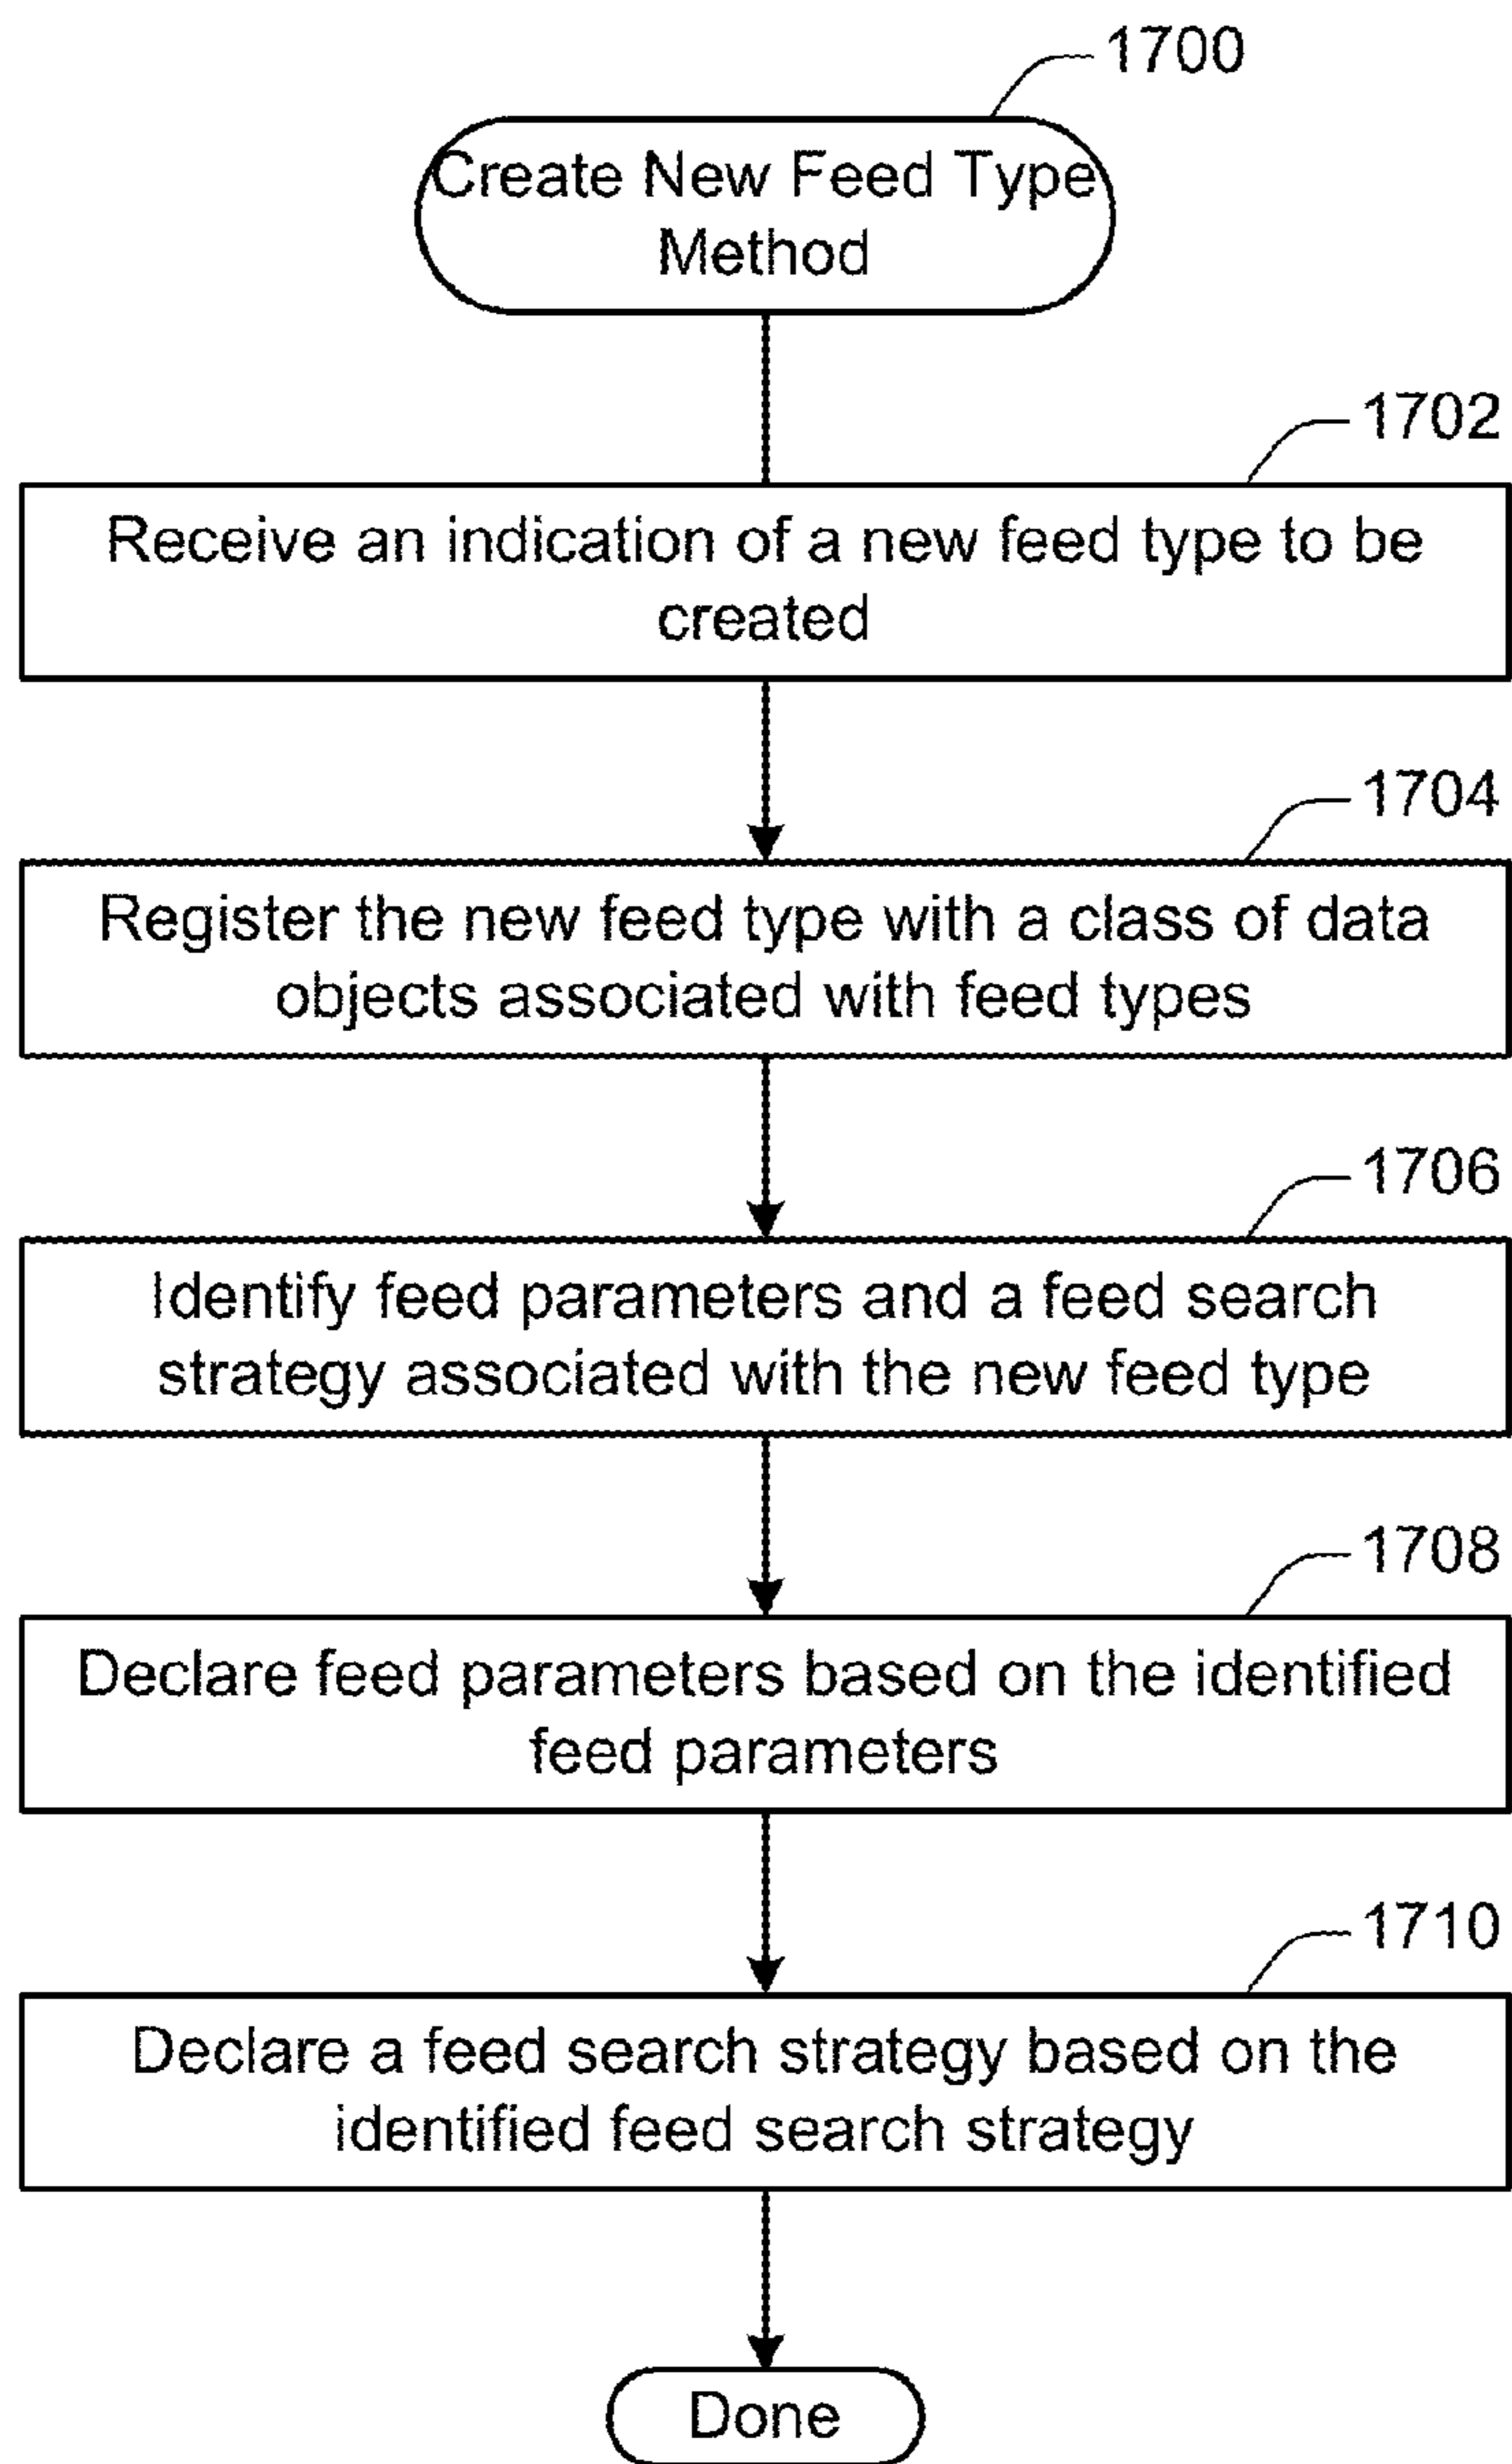 1700
Create New Feed Type
Method
1702
Receive an indication of a new feed type to be
created
1704
Register the new feed type with a class of data
objects associated with feed types
1706
Identify feed parameters and a feed search
strategy associated with the new feed type
1708
Declare feed parameters based on the identified
feed parameters
1710
Declare a feed search strategy based on the
identified feed search strategy
Done